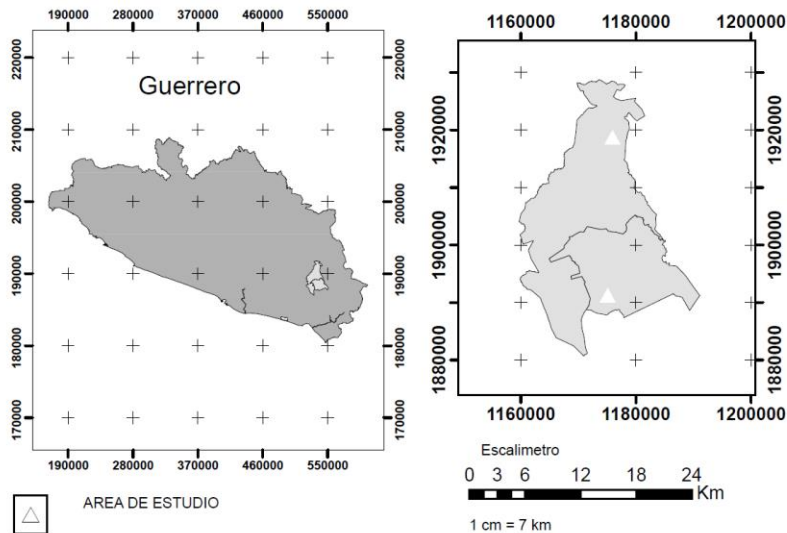 190000 280000 370000 460000 550000
220000 220000
Guerrero
210000 210000
200000 200000
190000 190000
180000 180000
170000 170000
190000 280000 370000 460000 550000
AREA DE ESTUDIO
1160000 1180000 1200000
1920000 1920000
1900000 1900000
1880000 1880000
1160000 1180000 1200000
Escalimetro
0 3 6 12 18 24
Km
1 cm = 7 km